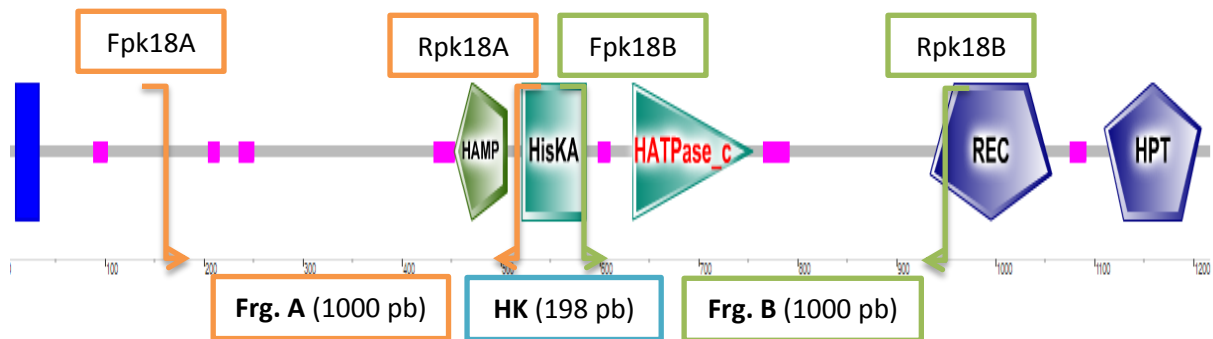 Fpk18A
Rpk18A
Fpk18B
Rpk18B
HAMP
HisKA
HATPase_c
REC
HPT
100
200
300
400
500
600
700
800
900
1000
1100
1200
Frg. A (1000 pb)
HK (198 pb)
Frg. B (1000 pb)